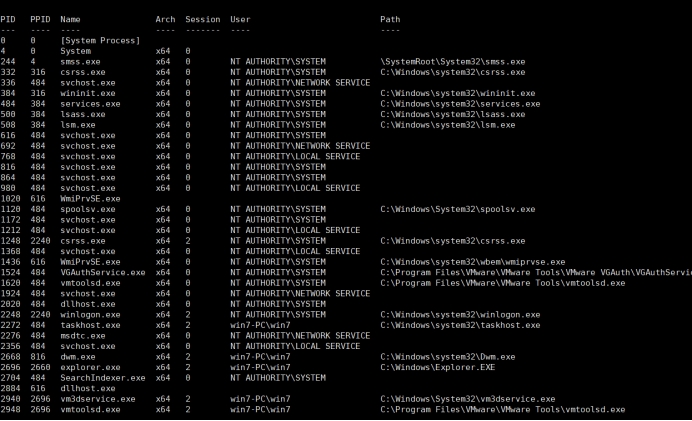 PID   PPID  Name               Arch  Session  User                          Path
---   ----  ----               ----  -------  ----                          ----
0     0     [System Process]
4     0     System             x64   0
244   4     smss.exe           x64   0        NT AUTHORITY\SYSTEM           \SystemRoot\System32\smss.exe
332   316   csrss.exe          x64   0        NT AUTHORITY\SYSTEM           C:\Windows\system32\csrss.exe
336   484   svchost.exe        x64   0        NT AUTHORITY\NETWORK SERVICE
384   316   wininit.exe        x64   0        NT AUTHORITY\SYSTEM           C:\Windows\system32\wininit.exe
484   384   services.exe       x64   0        NT AUTHORITY\SYSTEM           C:\Windows\system32\services.exe
500   384   lsass.exe          x64   0        NT AUTHORITY\SYSTEM           C:\Windows\system32\lsass.exe
508   384   lsm.exe            x64   0        NT AUTHORITY\SYSTEM           C:\Windows\system32\lsm.exe
616   484   svchost.exe        x64   0        NT AUTHORITY\SYSTEM
692   484   svchost.exe        x64   0        NT AUTHORITY\NETWORK SERVICE
768   484   svchost.exe        x64   0        NT AUTHORITY\LOCAL SERVICE
816   484   svchost.exe        x64   0        NT AUTHORITY\SYSTEM
864   484   svchost.exe        x64   0        NT AUTHORITY\SYSTEM
980   484   svchost.exe        x64   0        NT AUTHORITY\LOCAL SERVICE
1020  616   WmiPrvSE.exe
1120  484   spoolsv.exe        x64   0        NT AUTHORITY\SYSTEM           C:\Windows\System32\spoolsv.exe
1172  484   svchost.exe        x64   0        NT AUTHORITY\SYSTEM
1212  484   svchost.exe        x64   0        NT AUTHORITY\LOCAL SERVICE
1248  2240  csrss.exe          x64   2        NT AUTHORITY\SYSTEM           C:\Windows\system32\csrss.exe
1368  484   svchost.exe        x64   0        NT AUTHORITY\LOCAL SERVICE
1436  616   WmiPrvSE.exe       x64   0        NT AUTHORITY\SYSTEM           C:\Windows\system32\wbem\wmiprvse.exe
1524  484   VGAuthService.exe  x64   0        NT AUTHORITY\SYSTEM           C:\Program Files\VMware\VMware Tools\VMware VGAuth\VGAuthServi
1620  484   vmtoolsd.exe       x64   0        NT AUTHORITY\SYSTEM           C:\Program Files\VMware\VMware Tools\vmtoolsd.exe
1924  484   svchost.exe        x64   0        NT AUTHORITY\NETWORK SERVICE
2020  484   dllhost.exe        x64   0        NT AUTHORITY\SYSTEM
2248  2240  winlogon.exe       x64   2        NT AUTHORITY\SYSTEM           C:\Windows\system32\winlogon.exe
2272  484   taskhost.exe       x64   2        win7-PC\win7                  C:\Windows\system32\taskhost.exe
2276  484   msdtc.exe          x64   0        NT AUTHORITY\NETWORK SERVICE
2356  484   svchost.exe        x64   0        NT AUTHORITY\LOCAL SERVICE
2668  816   dwm.exe            x64   2        win7-PC\win7                  C:\Windows\system32\Dwm.exe
2696  2660  explorer.exe       x64   2        win7-PC\win7                  C:\Windows\Explorer.EXE
2704  484   SearchIndexer.exe  x64   0        NT AUTHORITY\SYSTEM
2884  616   dllhost.exe
2940  2696  vm3dservice.exe    x64   2        win7-PC\win7                  C:\Windows\System32\vm3dservice.exe
2948  2696  vmtoolsd.exe       x64   2        win7-PC\win7                  C:\Program Files\VMware\VMware Tools\vmtoolsd.exe